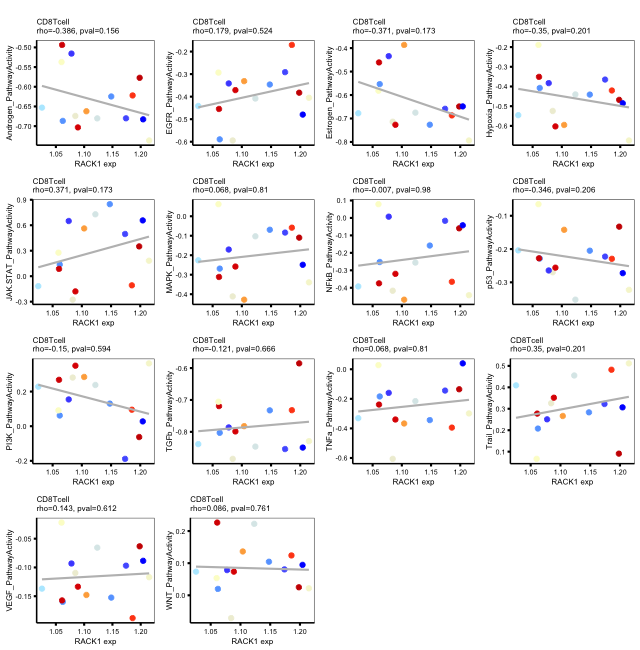 CD8Tcell
rho=-0.386, pval=0.156
Androgen_PathwayActivity
-0.50
-0.55
-0.60
-0.65
-0.70
1.05
1.10
1.15
1.20
RACK1 exp
CD8Tcell
rho=0.179, pval=0.524
EGFR_PathwayActivity
-0.2
-0.3
-0.4
-0.5
-0.6
1.05
1.10
1.15
1.20
RACK1 exp
CD8Tcell
rho=-0.371, pval=0.173
Estrogen_PathwayActivity
-0.4
-0.5
-0.6
-0.7
-0.8
1.05
1.10
1.15
1.20
RACK1 exp
CD8Tcell
rho=-0.35, pval=0.201
Hypoxia_PathwayActivity
-0.2
-0.3
-0.4
-0.5
-0.6
1.05
1.10
1.15
1.20
RACK1 exp
CD8Tcell
rho=0.371, pval=0.173
JAK.STAT_PathwayActivity
0.9
0.6
0.3
0.0
-0.3
1.05
1.10
1.15
1.20
RACK1 exp
CD8Tcell
rho=0.068, pval=0.81
MAPK_PathwayActivity
0.0
-0.1
-0.2
-0.3
-0.4
1.05
1.10
1.15
1.20
RACK1 exp
CD8Tcell
rho=-0.007, pval=0.98
NFkB_PathwayActivity
0.1
0.0
-0.1
-0.2
-0.3
-0.4
-0.5
1.05
1.10
1.15
1.20
RACK1 exp
CD8Tcell
rho=-0.346, pval=0.206
p53_PathwayActivity
-0.1
-0.2
-0.3
1.05
1.10
1.15
1.20
RACK1 exp
CD8Tcell
rho=-0.15, pval=0.594
PI3K_PathwayActivity
0.2
0.0
-0.2
1.05
1.10
1.15
1.20
RACK1 exp
CD8Tcell
rho=-0.121, pval=0.666
TGFb_PathwayActivity
-0.6
-0.7
-0.8
1.05
1.10
1.15
1.20
RACK1 exp
CD8Tcell
rho=0.068, pval=0.81
TNFa_PathwayActivity
0.0
-0.2
-0.4
-0.6
1.05
1.10
1.15
1.20
RACK1 exp
CD8Tcell
rho=0.35, pval=0.201
Trail_PathwayActivity
0.5
0.4
0.3
0.2
0.1
1.05
1.10
1.15
1.20
RACK1 exp
CD8Tcell
rho=0.143, pval=0.612
VEGF_PathwayActivity
-0.05
-0.10
-0.15
1.05
1.10
1.15
1.20
RACK1 exp
CD8Tcell
rho=0.086, pval=0.761
WNT_PathwayActivity
0.2
0.1
0.0
1.05
1.10
1.15
1.20
RACK1 exp